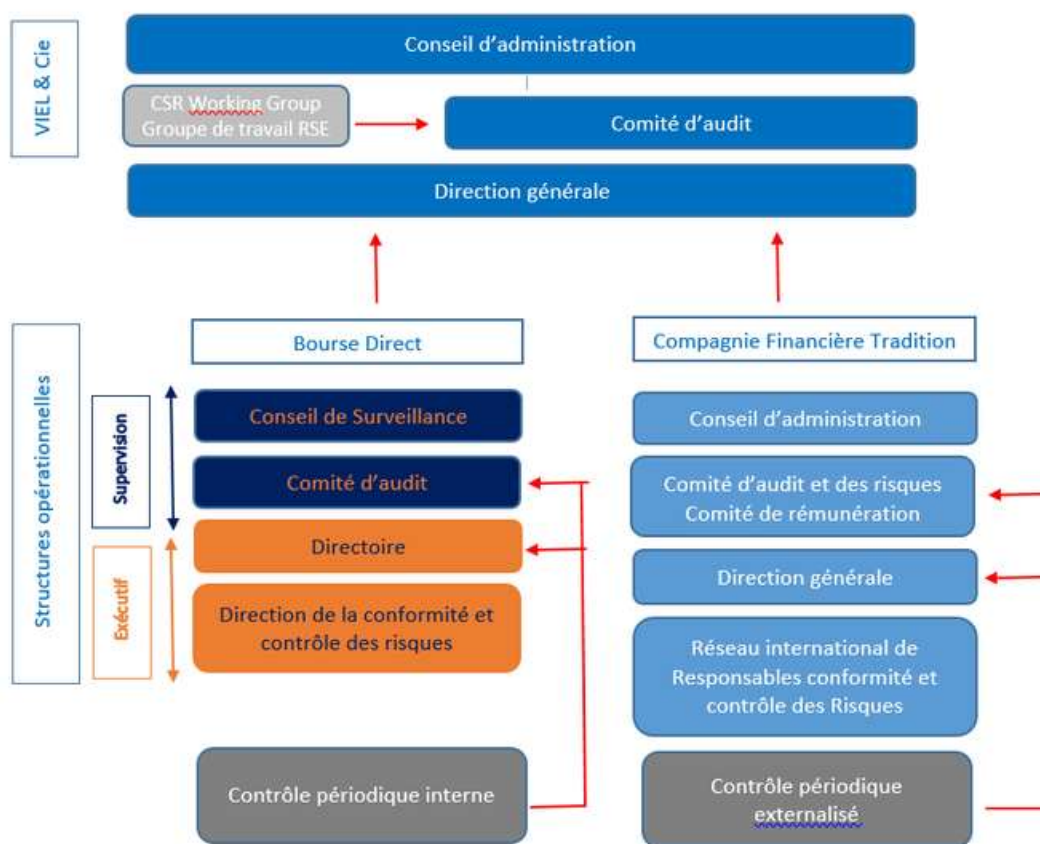 VIEL & Cie
Conseil d'administration
CSR Working Group
Groupe de travail RSE
Comité d'audit
Direction générale
Structures opérationnelles
Supervision
Exécutif
Bourse Direct
Conseil de Surveillance
Comité d'audit
Directoire
Direction de la conformité et
contrôle des risques
Contrôle périodique interne
Compagnie Financière Tradition
Conseil d'administration
Comité d'audit et des risques
Comité de rémunération
Direction générale
Réseau international de
Responsables conformité et
contrôle des Risques
Contrôle périodique
externalisé